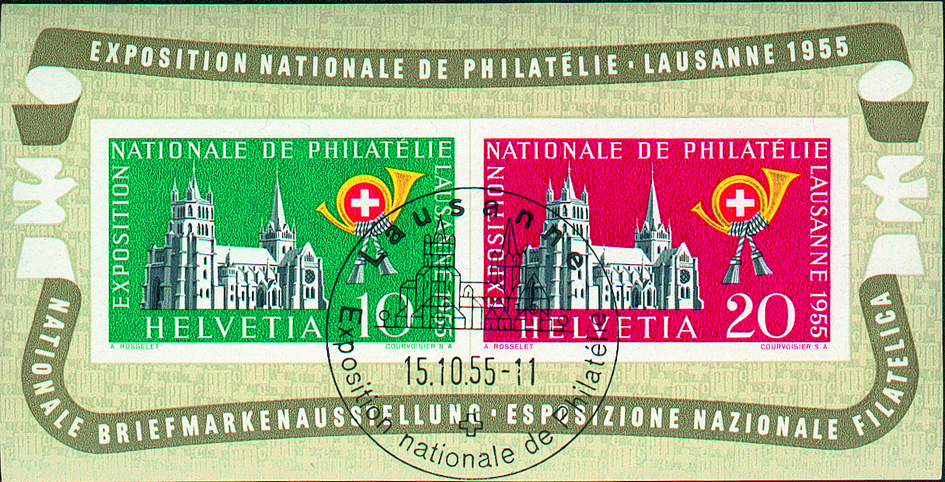 EXPOSITION NATIONALE DE PHILATÉLIE · LAUSANNE 1955
EXPOSITION
NATIONALE DE PHILATÉLIE
LAUSANNE 1955
HELVETIA
10
A. ROSSELET
COURVOISIER S. A.
EXPOSITION
NATIONALE DE PHILATÉLIE
LAUSANNE 1955
HELVETIA
20
A. ROSSELET
COURVOISIER S. A.
Lausanne
15.10.55-11
Exposition nationale de Philatélie
NATIONALE BRIEFMARKENAUSSTELLUNG · ESPOSIZIONE NAZIONALE FILATELICA